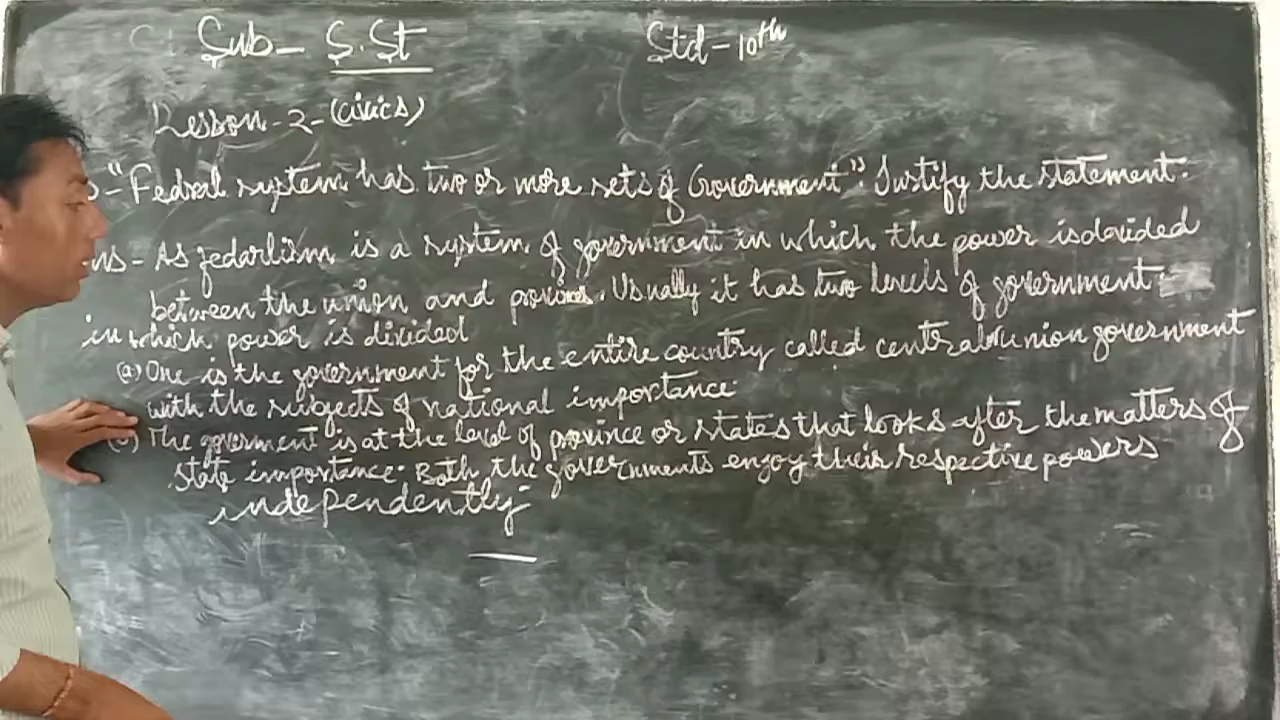 Sub- S.St
Std-10th
Lesson-2-(civics)
-"Fedral system has two or more sets of Government". Justify the statement.
ns- As fedarlism is a system of government in which the power is davided
between the union and provinces. Usually it has two levels of government
in which power is divided
(a) One is the government for the entire country called central union government
with the subjects of national importance.
The goverment is at the level of province or states that looks after the matters of
state importance. Both the governments enjoy their respective powers
independently.